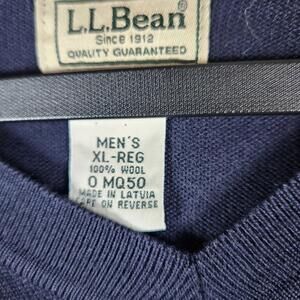 L.L.Bean®
Since 1912
QUALITY GUARANTEED
MEN'S
XL-REG
100% WOOL
0 MQ50
MADE IN LATVIA
CARE ON REVERSE